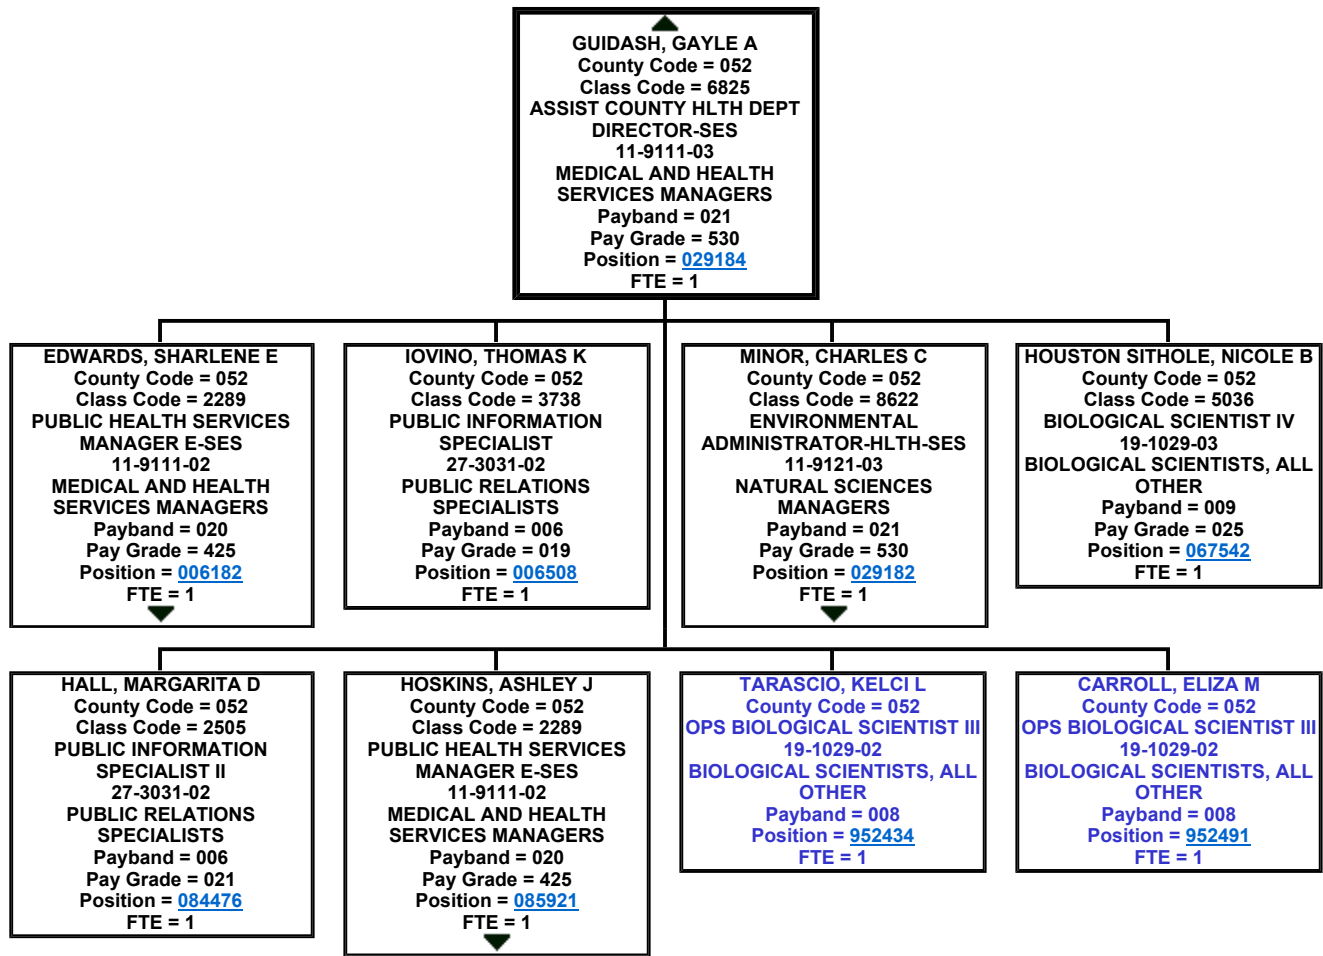 GUIDASH, GAYLE A
County Code = 052
Class Code = 6825
ASSIST COUNTY HLTH DEPT
DIRECTOR-SES
11-9111-03
MEDICAL AND HEALTH
SERVICES MANAGERS
Payband = 021
Pay Grade = 530
Position = 029184
FTE = 1
EDWARDS, SHARLENE E
County Code = 052
Class Code = 2289
PUBLIC HEALTH SERVICES
MANAGER E-SES
11-9111-02
MEDICAL AND HEALTH
SERVICES MANAGERS
Payband = 020
Pay Grade = 425
Position = 006182
FTE = 1
IOVINO, THOMAS K
County Code = 052
Class Code = 3738
PUBLIC INFORMATION
SPECIALIST
27-3031-02
PUBLIC RELATIONS
SPECIALISTS
Payband = 006
Pay Grade = 019
Position = 006508
FTE = 1
MINOR, CHARLES C
County Code = 052
Class Code = 8622
ENVIRONMENTAL
ADMINISTRATOR-HLTH-SES
11-9121-03
NATURAL SCIENCES
MANAGERS
Payband = 021
Pay Grade = 530
Position = 029182
FTE = 1
HOUSTON SITHOLE, NICOLE B
County Code = 052
Class Code = 5036
BIOLOGICAL SCIENTIST IV
19-1029-03
BIOLOGICAL SCIENTISTS, ALL
OTHER
Payband = 009
Pay Grade = 025
Position = 067542
FTE = 1
HALL, MARGARITA D
County Code = 052
Class Code = 2505
PUBLIC INFORMATION
SPECIALIST II
27-3031-02
PUBLIC RELATIONS
SPECIALISTS
Payband = 006
Pay Grade = 021
Position = 084476
FTE = 1
HOSKINS, ASHLEY J
County Code = 052
Class Code = 2289
PUBLIC HEALTH SERVICES
MANAGER E-SES
11-9111-02
MEDICAL AND HEALTH
SERVICES MANAGERS
Payband = 020
Pay Grade = 425
Position = 085921
FTE = 1
TARASCIO, KELCI L
County Code = 052
OPS BIOLOGICAL SCIENTIST III
19-1029-02
BIOLOGICAL SCIENTISTS, ALL
OTHER
Payband = 008
Position = 952434
FTE = 1
CARROLL, ELIZA M
County Code = 052
OPS BIOLOGICAL SCIENTIST III
19-1029-02
BIOLOGICAL SCIENTISTS, ALL
OTHER
Payband = 008
Position = 952491
FTE = 1